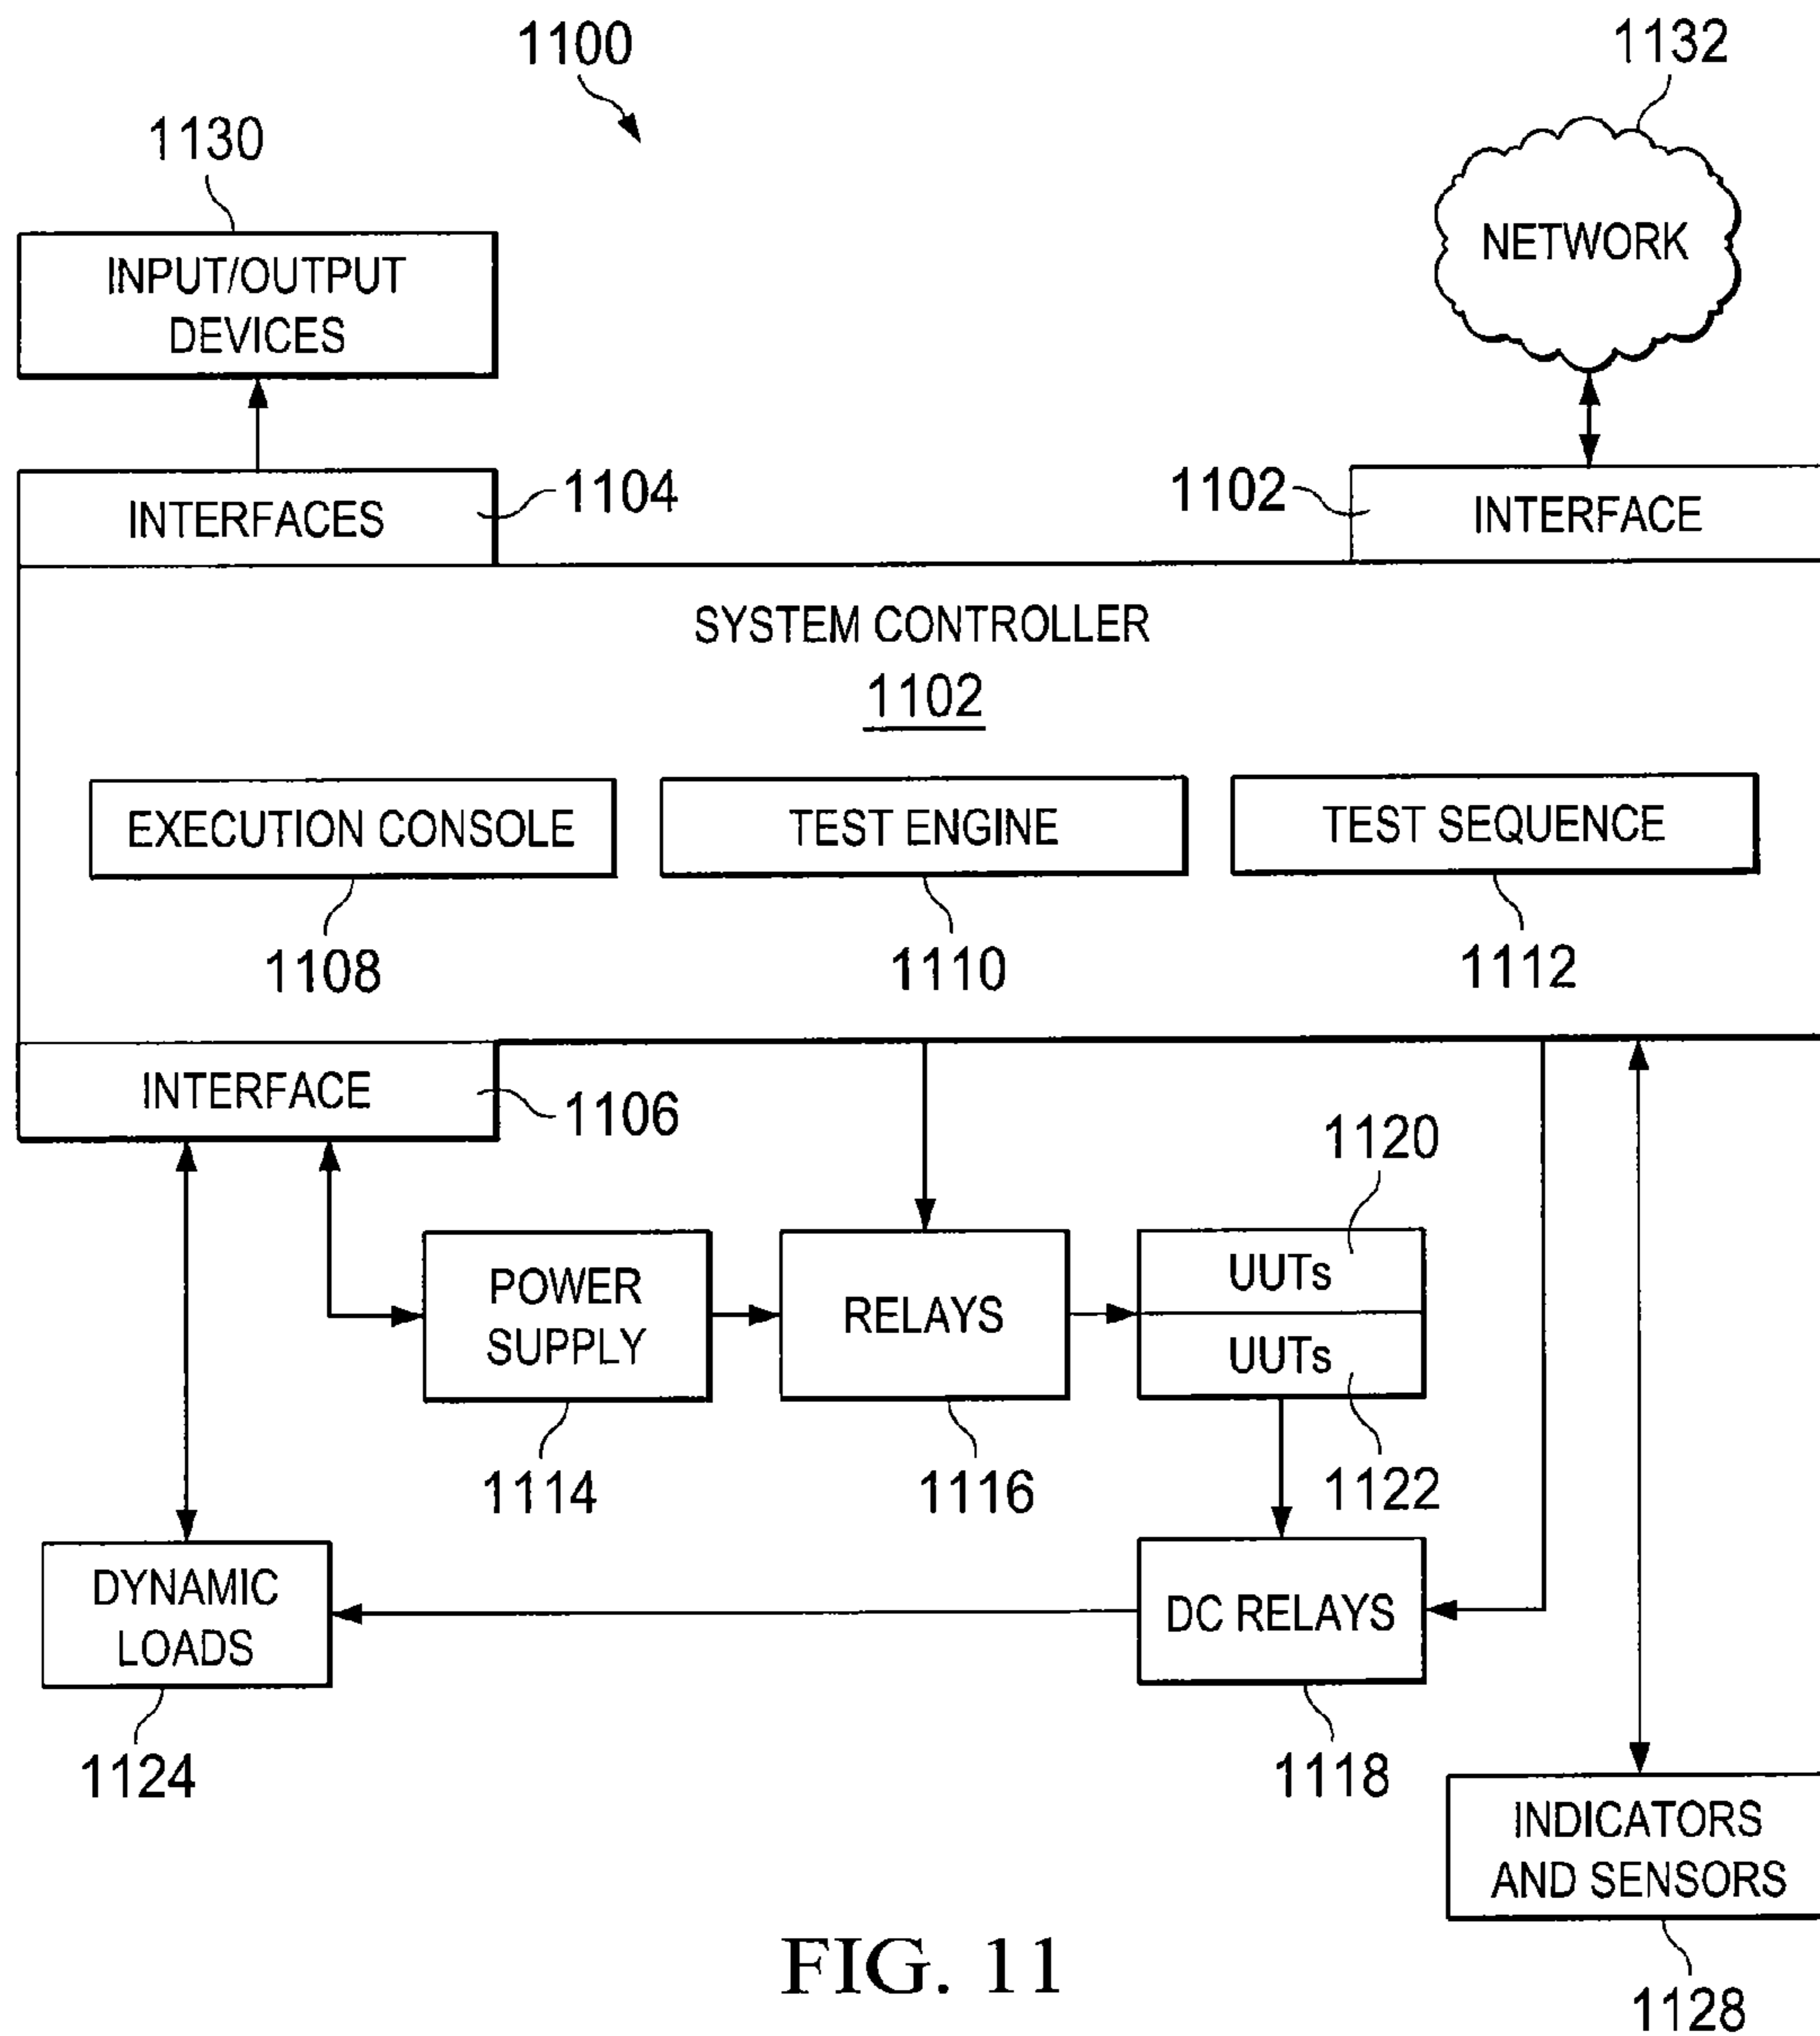 1100
1132
1130
INPUT/OUTPUT
DEVICES
NETWORK
INTERFACES
1104
1102
INTERFACE
SYSTEM CONTROLLER
1102
EXECUTION CONSOLE
TEST ENGINE
TEST SEQUENCE
1108
1110
1112
INTERFACE
1106
1120
POWER
SUPPLY
RELAYS
UUTs
UUTs
1114
1116
1122
DYNAMIC
LOADS
DC RELAYS
1124
1118
INDICATORS
AND SENSORS
FIG. 11
1128